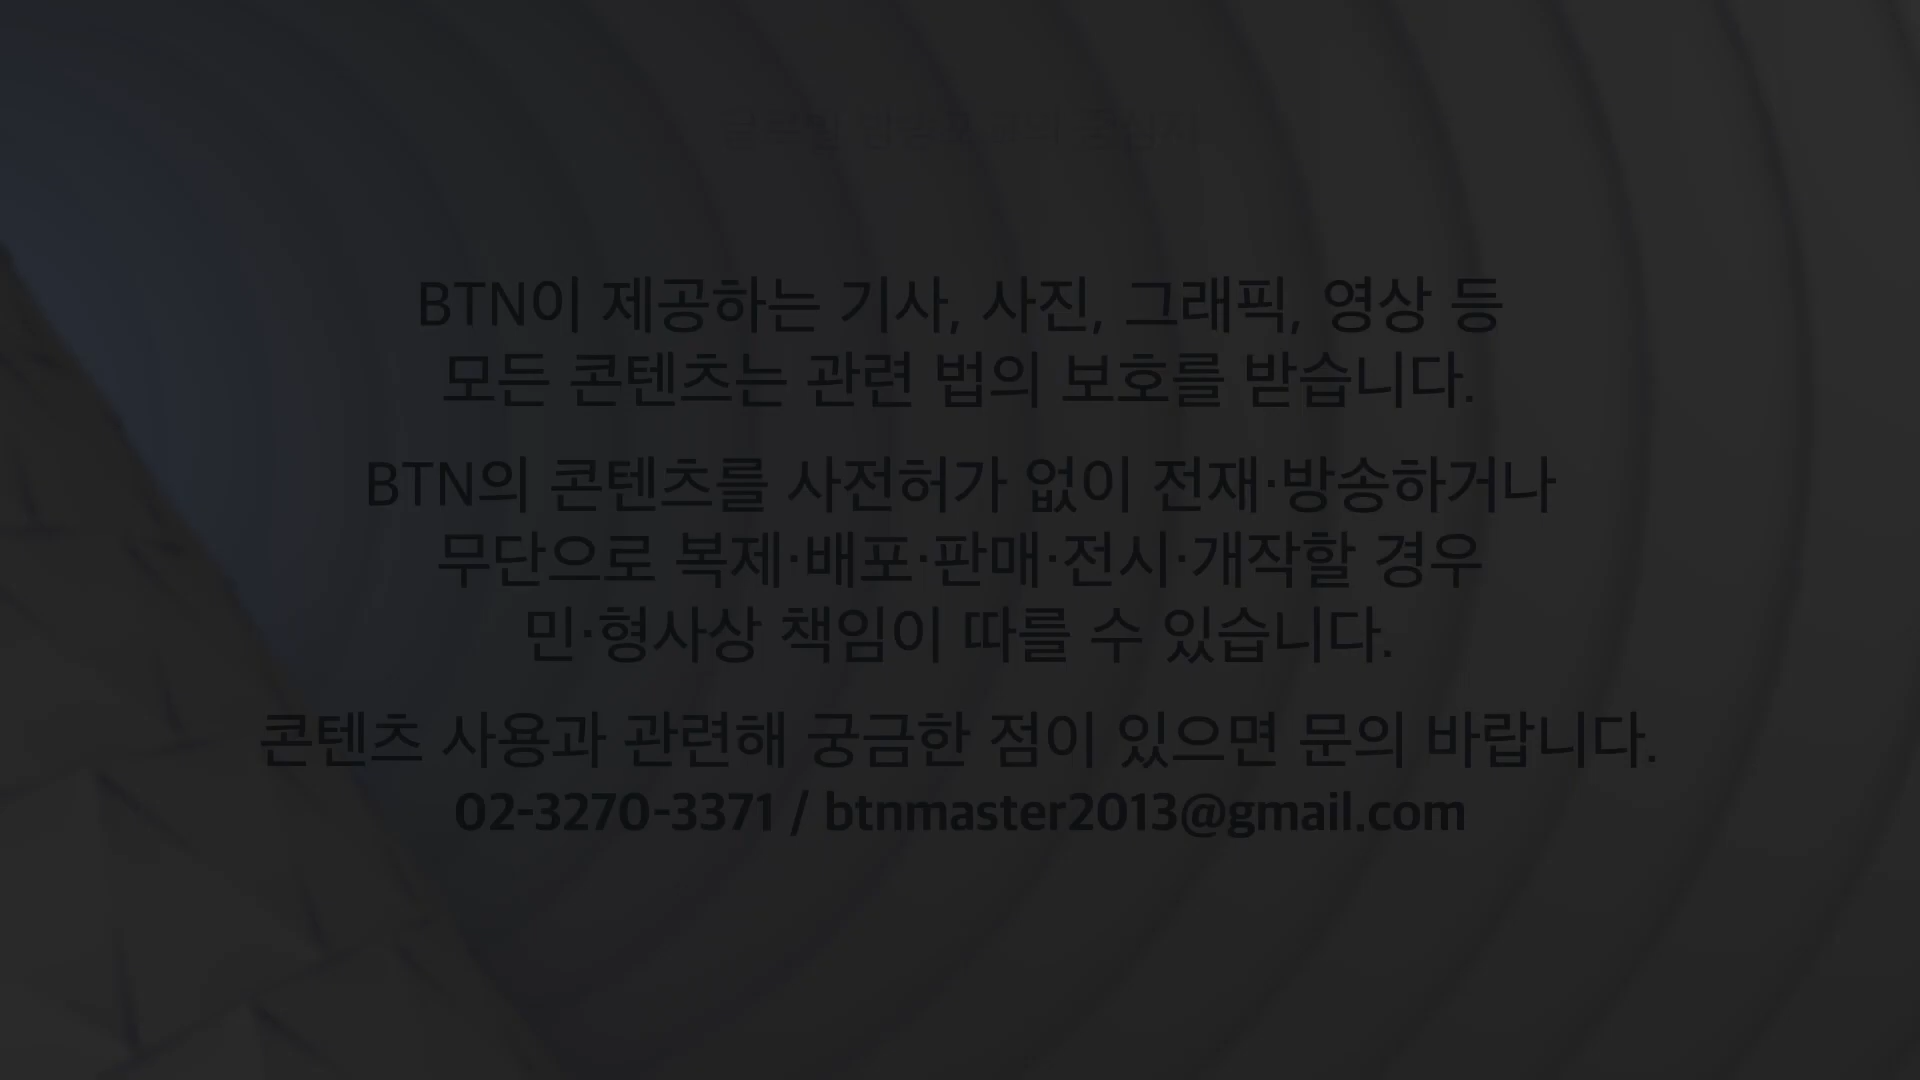 BTN이 제공하는 기사, 사진, 그래픽, 영상 등
모든 콘텐츠는 관련 법의 보호를 받습니다.
BTN의 콘텐츠를 사전허가 없이 전재·방송하거나
무단으로 복제·배포·판매·전시·개작할 경우
민·형사상 책임이 따를 수 있습니다.
콘텐츠 사용과 관련해 궁금한 점이 있으면 문의 바랍니다.
02-3270-3371 / btnmaster2013@gmail.com